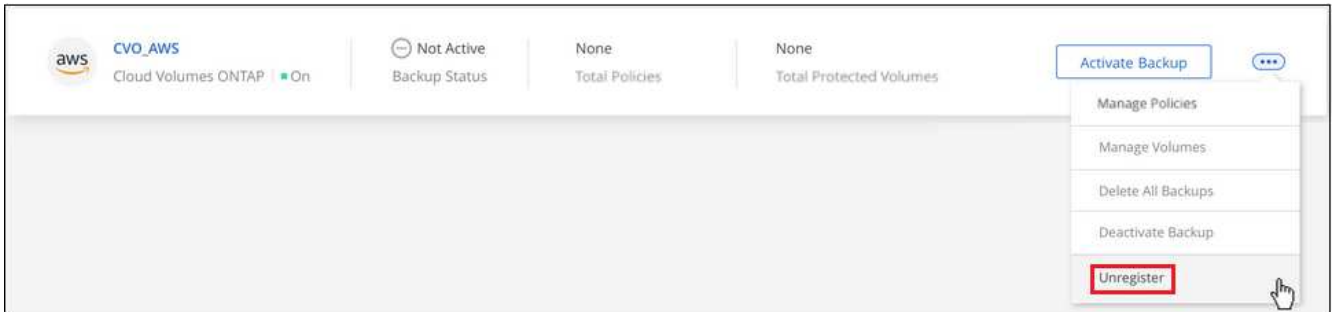 aws
CVO_AWS
Cloud Volumes ONTAP
On
Not Active
Backup Status
None
Total Policies
None
Total Protected Volumes
Activate Backup
Manage Policies
Manage Volumes
Delete All Backups
Deactivate Backup
Unregister